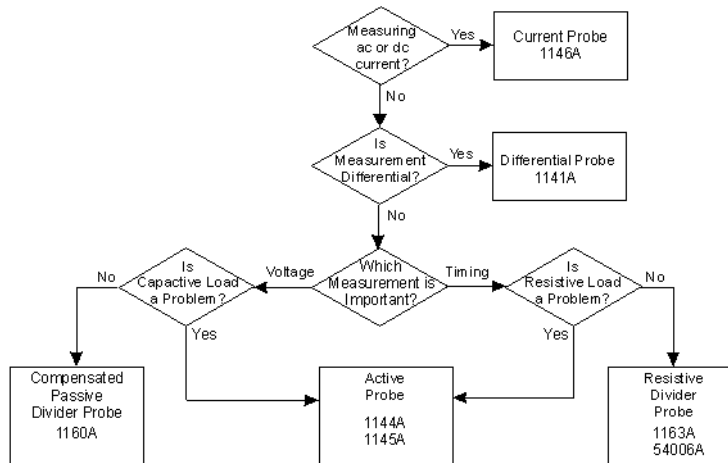 Measuring
ac or dc
current?
Yes
Current Probe
1146A
No
Is
Measurement
Differential?
Yes
Differential Probe
1141A
No
Is
Capactive Load
a Problem?
No
Voltage
Which
Measurement is
Important?
Timing
Is
Resistive Load
a Problem?
No
Yes
Yes
Compensated
Passive
Divider Probe
1160A
Active
Probe
1144A
1145A
Resistive
Divider
Probe
1163A
54006A